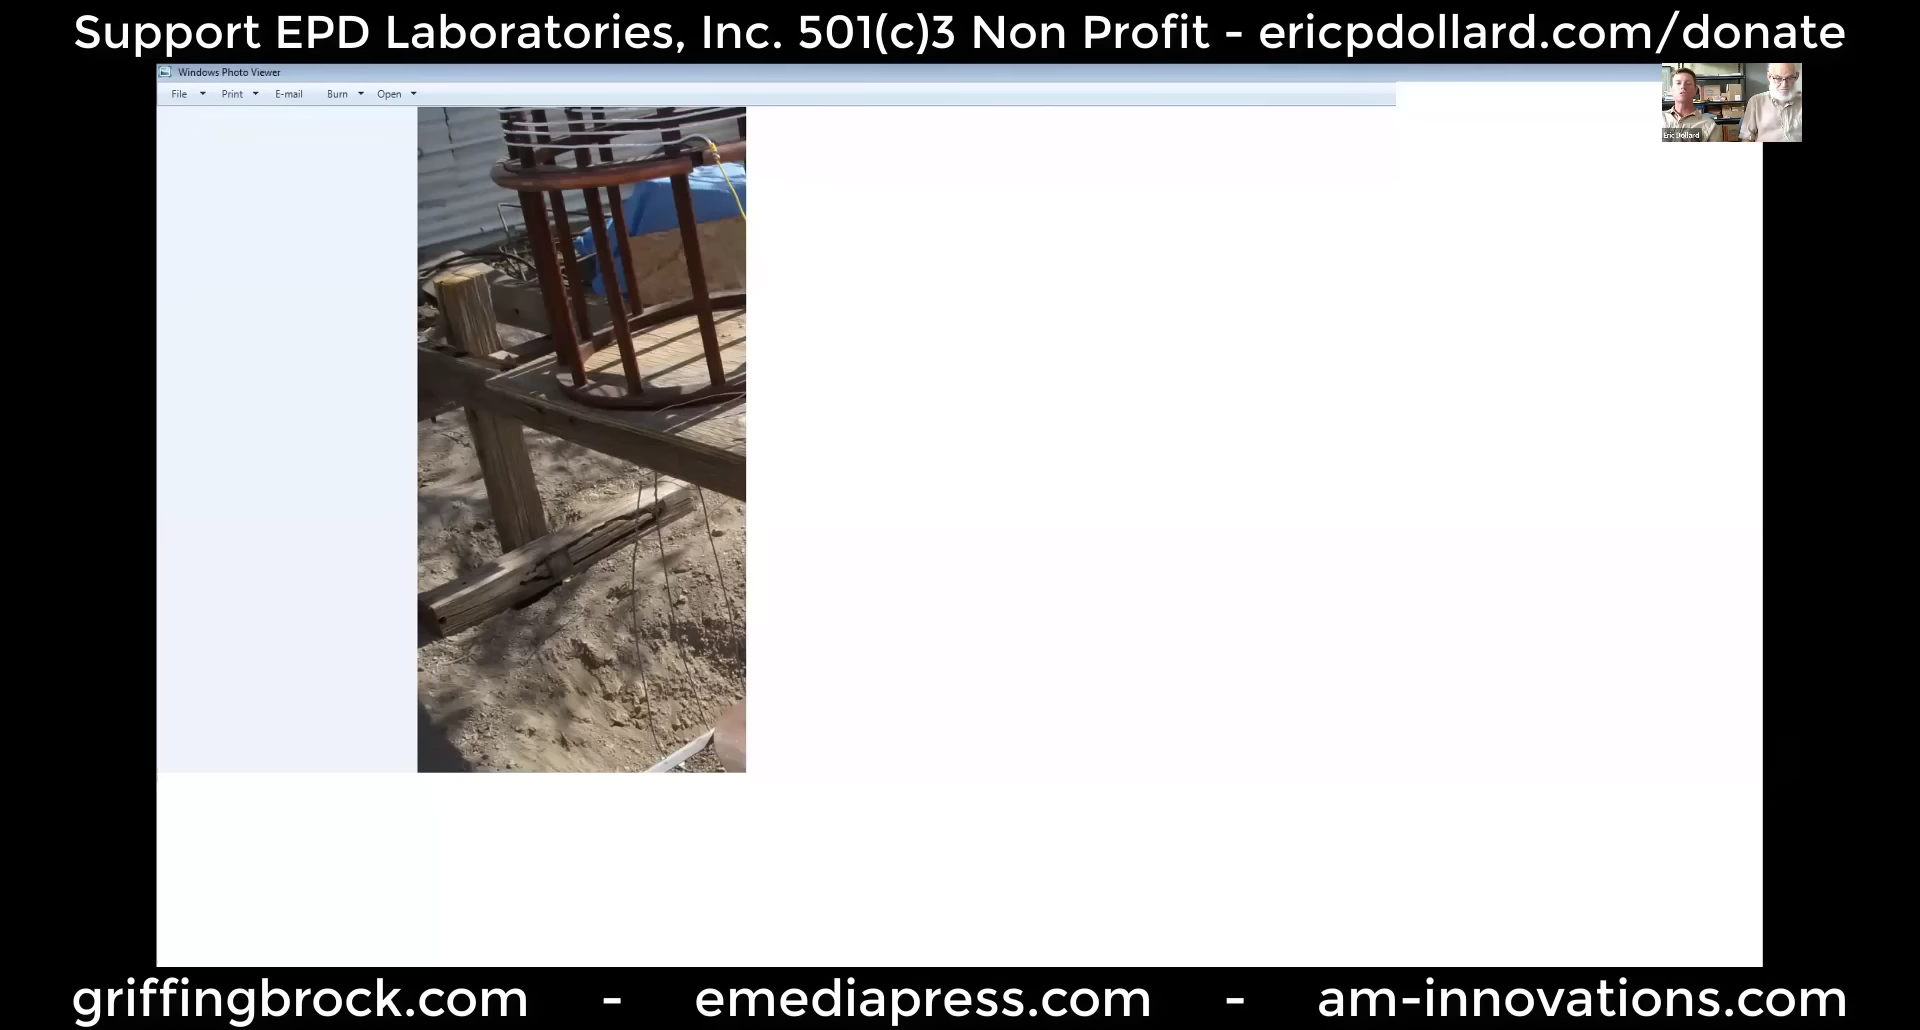 Support EPD Laboratories, Inc. 501(c)3 Non Profit - ericpdollard.com/donate
Windows Photo Viewer
File Print E-mail Burn Open
Eric Dollard
griffingbrock.com - emediapress.com - am-innovations.com